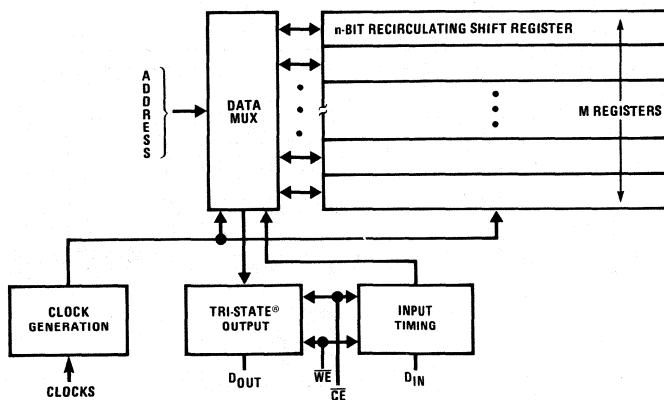 n-BIT RECIRCULATING SHIFT REGISTER
ADDRESS
DATA
MUX
M REGISTERS
CLOCK
GENERATION
TRI-STATE®
OUTPUT
INPUT
TIMING
CLOCKS
DOUT
WE
CE
DIN